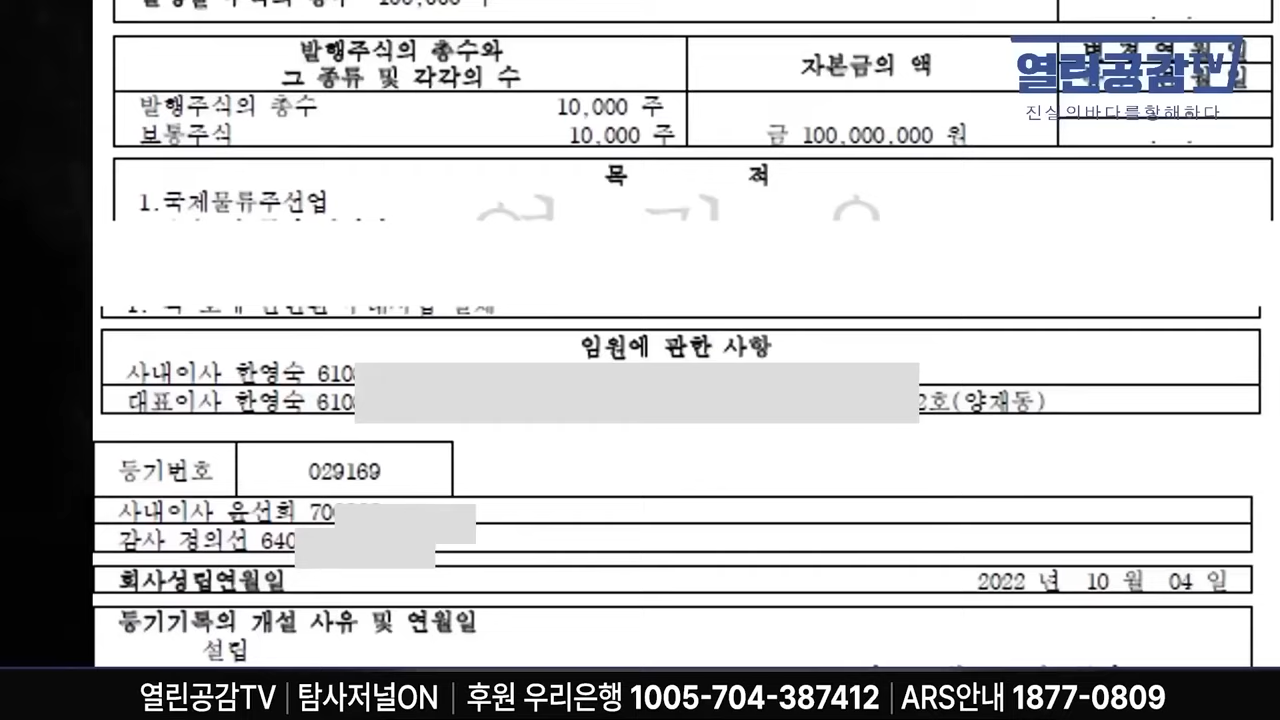 발행주식의 총수와
그 종류 및 각각의 수
자본금의 액
발행주식의 총수 10,000 주
보통주식 10,000 주
금 100,000,000 원
열린공감TV
진실의바다를항해하다
목 적
1.국제물류주선업
임원에 관한 사항
사내이사 한영숙 610
대표이사 한영숙 610 2호(양재동)
등기번호 029169
사내이사 윤선희 70
감사 정의선 640
회사성립연월일 2022 년 10 월 04 일
등기기록의 개설 사유 및 연월일
설립
열린공감TV | 탐사저널ON | 후원 우리은행 1005-704-387412 | ARS안내 1877-0809